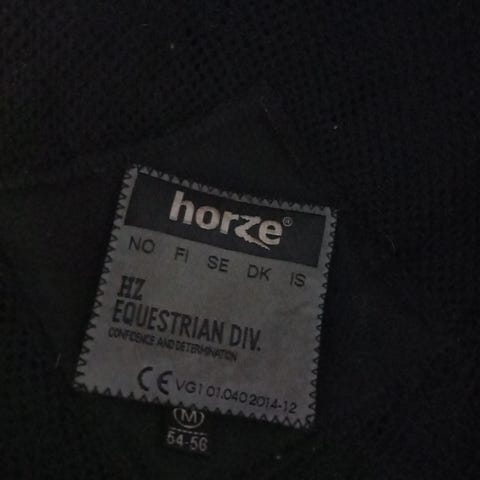 horze®
NO FI SE DK IS
HZ
EQUESTRIAN DIV.
CONFIDENCE AND DETERMINATION
CE VG1 01.040 2014-12
M
54-56